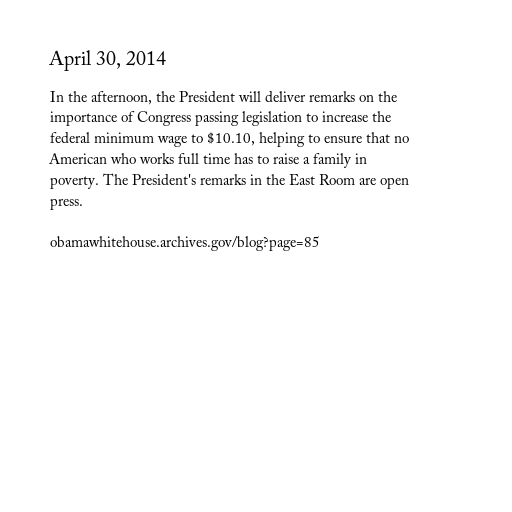 April 30, 2014
In the afternoon, the President will deliver remarks on the
importance of Congress passing legislation to increase the
federal minimum wage to $10.10, helping to ensure that no
American who works full time has to raise a family in
poverty. The President's remarks in the East Room are open
press.
obamawhitehouse.archives.gov/blog?page=85